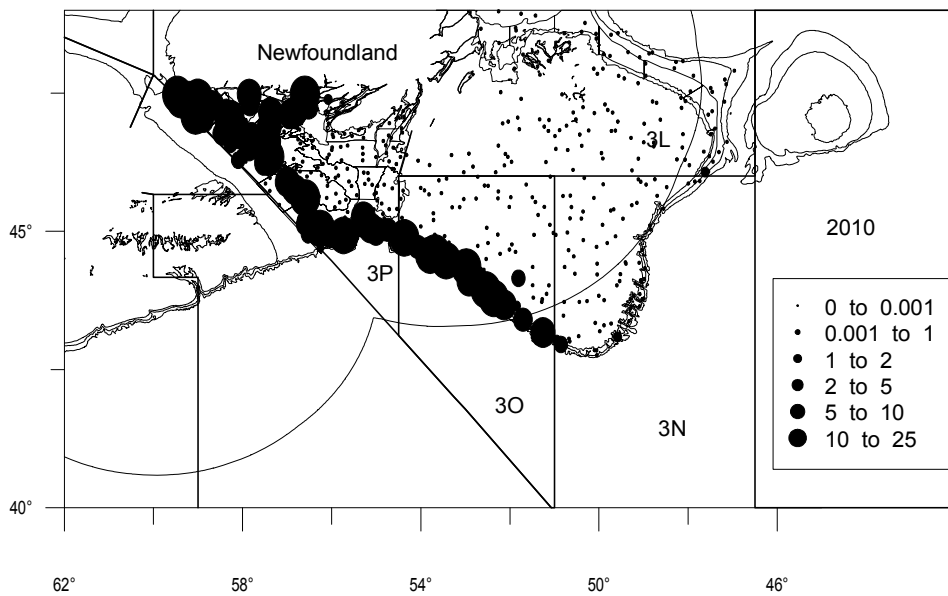 Newfoundland
3L
45°
2010
3P
0 to 0.001
0.001 to 1
1 to 2
2 to 5
5 to 10
10 to 25
3O
3N
40°
62°
58°
54°
50°
46°